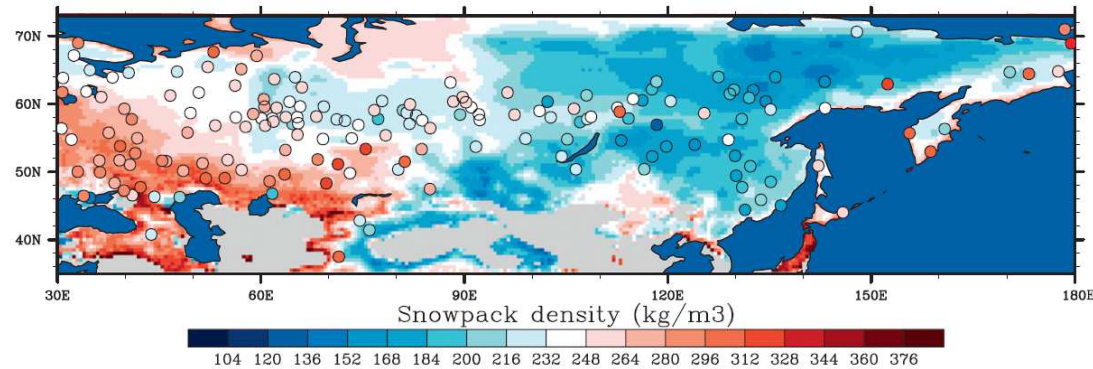 70N
60N
50N
40N
30E 60E 90E 120E 150E 180E
Snowpack density (kg/m3)
104 120 136 152 168 184 200 216 232 248 264 280 296 312 328 344 360 376